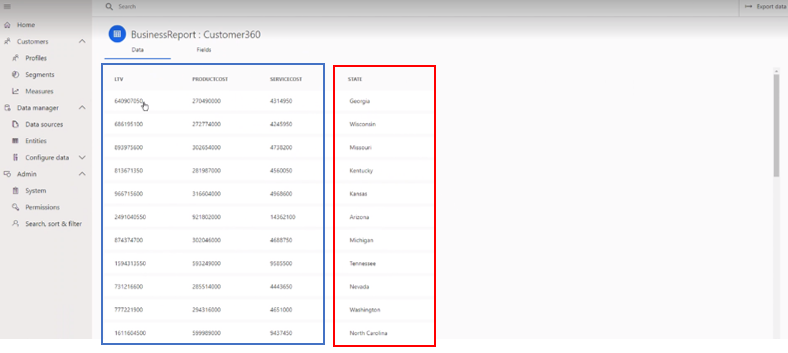 Search
Export data
Home
Customers
Profiles
Segments
Measures
Data manager
Data sources
Entities
Configure data
Admin
System
Permissions
Search, sort & filter
BusinessReport : Customer360
Data Fields
LTV PRODUCTCOST SERVICECOST STATE
640907050 270490000 4314950 Georgia
686195100 272774000 4245950 Wisconsin
893975600 302654000 4738200 Missouri
813671350 281987000 4560050 Kentucky
966715600 316604000 4968600 Kansas
2491040550 921802000 14362100 Arizona
874374700 302046000 4688750 Michigan
1594313550 593249000 9585500 Tennessee
751216600 285514000 4443650 Nevada
777221900 294316000 4651000 Washington
1611604500 599989000 9437450 North Carolina